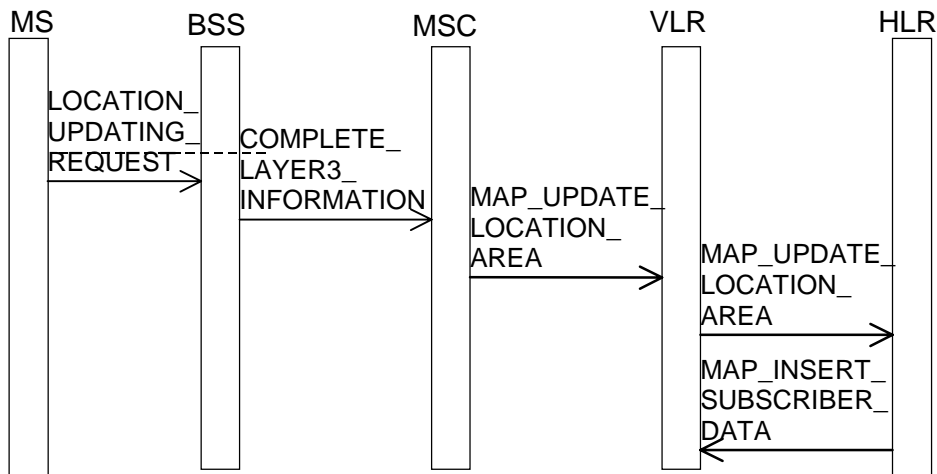 MS
BSS
MSC
VLR
HLR
LOCATION_
UPDATING_
REQUEST
COMPLETE_
LAYER3_
INFORMATION
MAP_UPDATE_
LOCATION_
AREA
MAP_UPDATE_
LOCATION_
AREA
MAP_INSERT_
SUBSCRIBER_
DATA